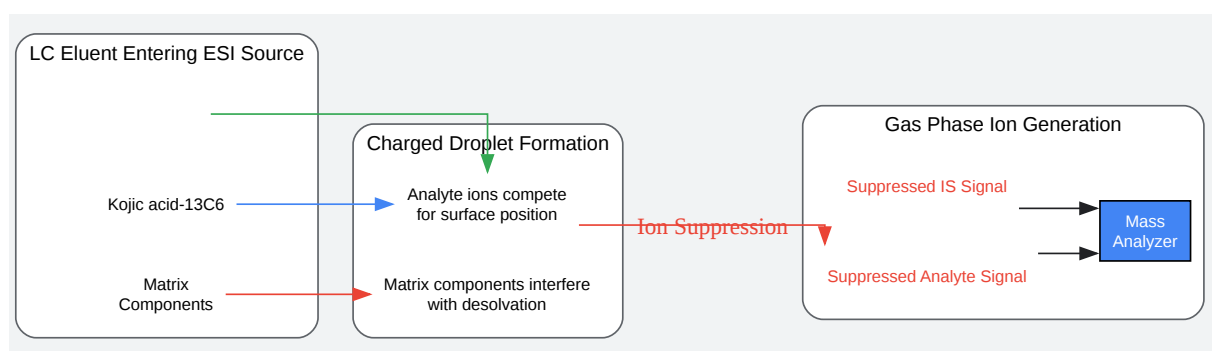 LC Eluent Entering ESI Source
Kojic acid-13C6
Matrix
Components
Charged Droplet Formation
Analyte ions compete
for surface position
Matrix components interfere
with desolvation
Ion Suppression
Gas Phase Ion Generation
Suppressed IS Signal
Suppressed Analyte Signal
Mass
Analyzer